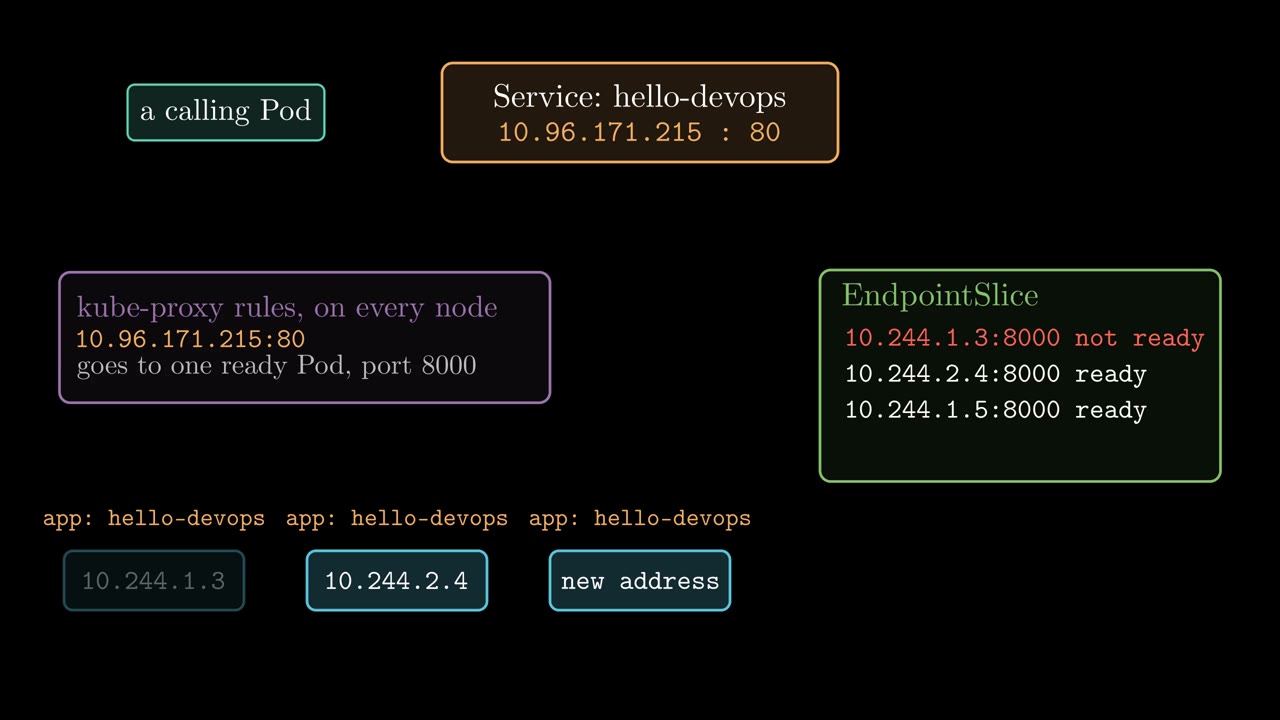 a calling Pod
Service: hello-devops
10.96.171.215 : 80
kube-proxy rules, on every node
10.96.171.215:80
goes to one ready Pod, port 8000
EndpointSlice
10.244.1.3:8000 not ready
10.244.2.4:8000 ready
10.244.1.5:8000 ready
app: hello-devops
app: hello-devops
app: hello-devops
10.244.1.3
10.244.2.4
new address